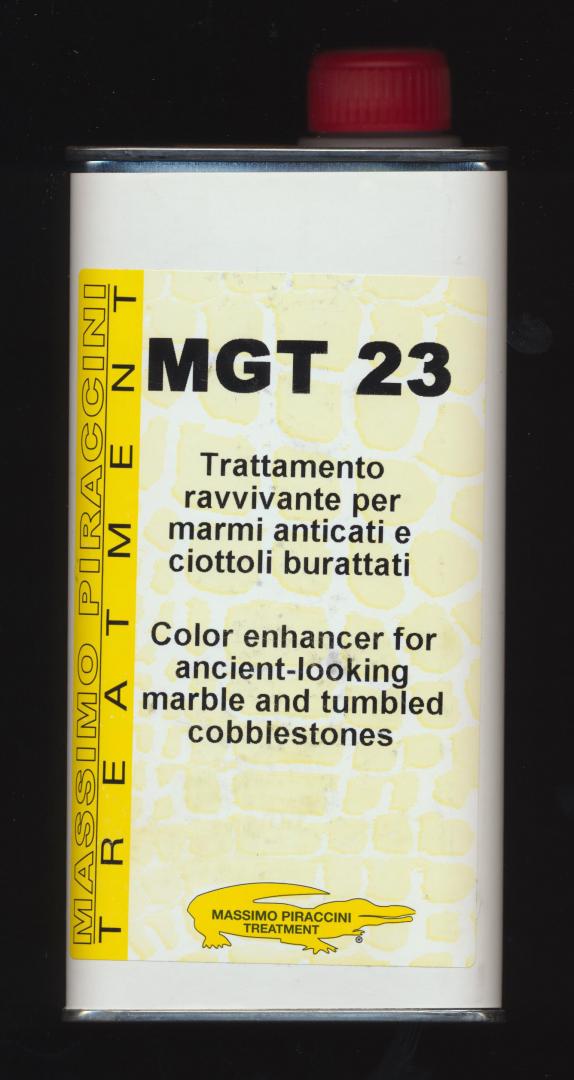 MASSIMO PIRACCINI
TREATMENT
MGT 23
Trattamento
ravvivante per
marmi anticati e
ciottoli burattati
Color enhancer for
ancient-looking
marble and tumbled
cobblestones
MASSIMO PIRACCINI
TREATMENT
®